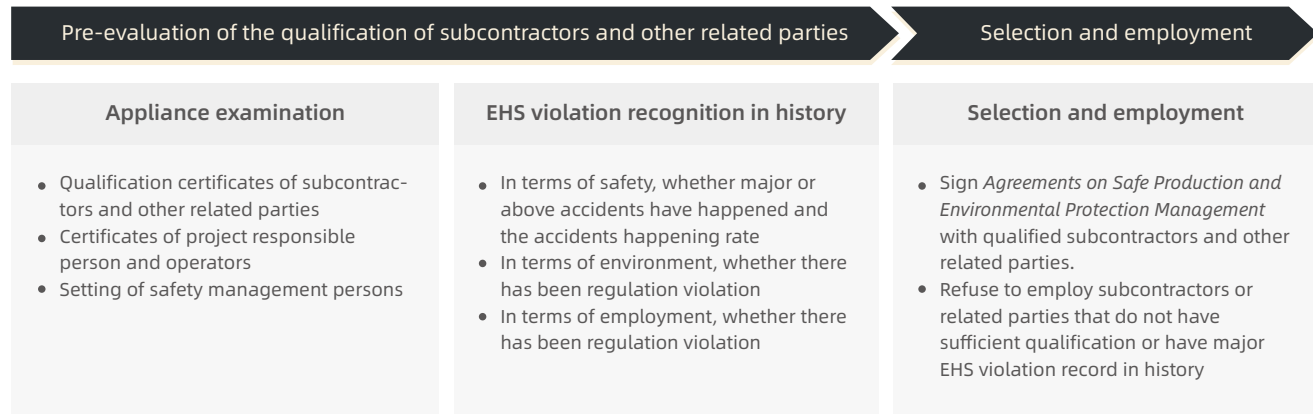 Pre-evaluation of the qualification of subcontractors and other related parties
Selection and employment
Appliance examination
• Qualification certificates of subcontrac-
tors and other related parties
• Certificates of project responsible
person and operators
• Setting of safety management persons
EHS violation recognition in history
• In terms of safety, whether major or
above accidents have happened and
the accidents happening rate
• In terms of environment, whether there
has been regulation violation
• In terms of employment, whether there
has been regulation violation
Selection and employment
• Sign Agreements on Safe Production and
Environmental Protection Management
with qualified subcontractors and other
related parties.
• Refuse to employ subcontractors or
related parties that do not have
sufficient qualification or have major
EHS violation record in history